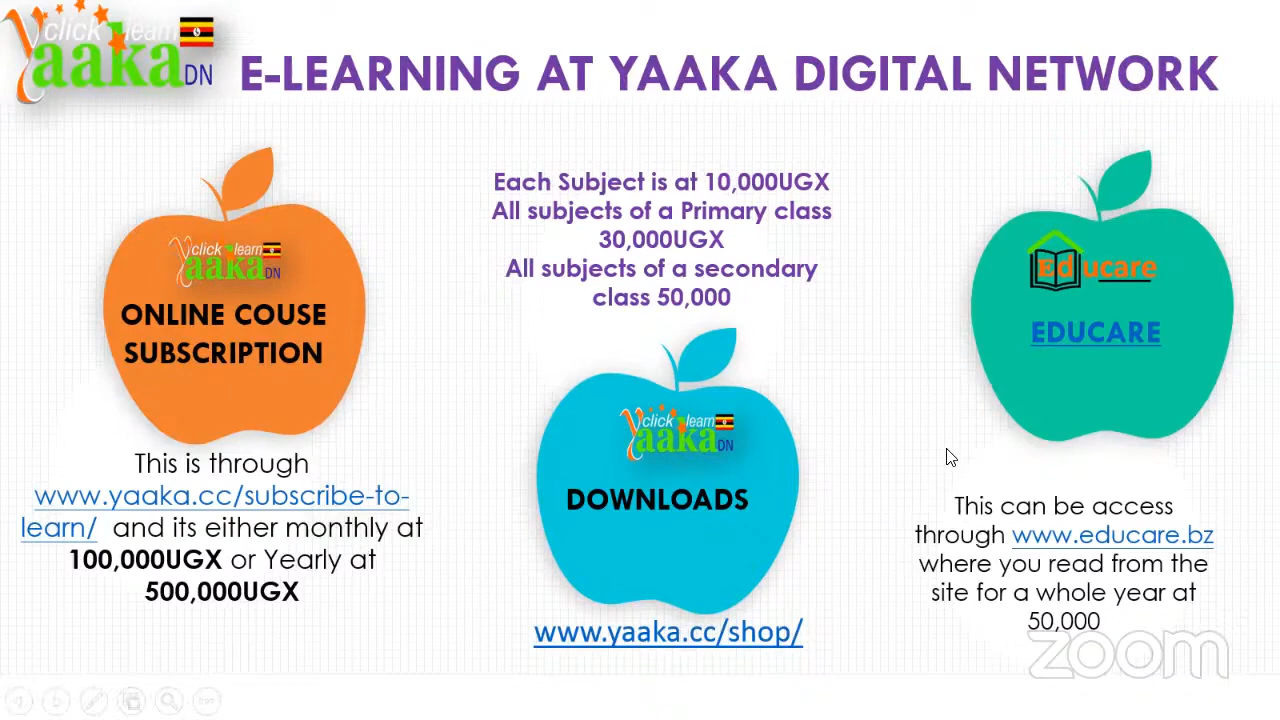 click learn
Yaaka DN
E-LEARNING AT YAAKA DIGITAL NETWORK
click learn
Yaaka DN
ONLINE COUSE
SUBSCRIPTION
This is through
www.yaaka.cc/subscribe-to-
learn/ and its either monthly at
100,000UGX or Yearly at
500,000UGX
Each Subject is at 10,000UGX
All subjects of a Primary class
30,000UGX
All subjects of a secondary
class 50,000
click learn
Yaaka DN
DOWNLOADS
www.yaaka.cc/shop/
Educare
EDUCARE
This can be access
through www.educare.bz
where you read from the
site for a whole year at
50,000
zoom